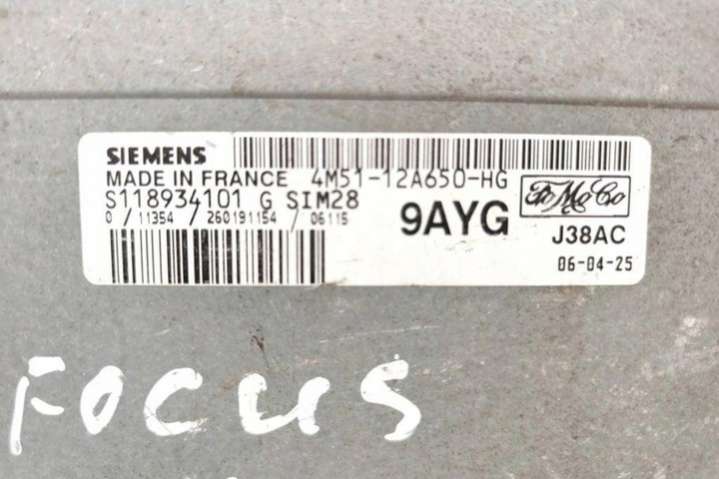 SIEMENS
MADE IN FRANCE 4M51-12A650-HG
S118934101 G SIM28
0 / 11354 / 260191154 / 06115
9AYG
FoMoCo
J38AC
06-04-25
FOCUS